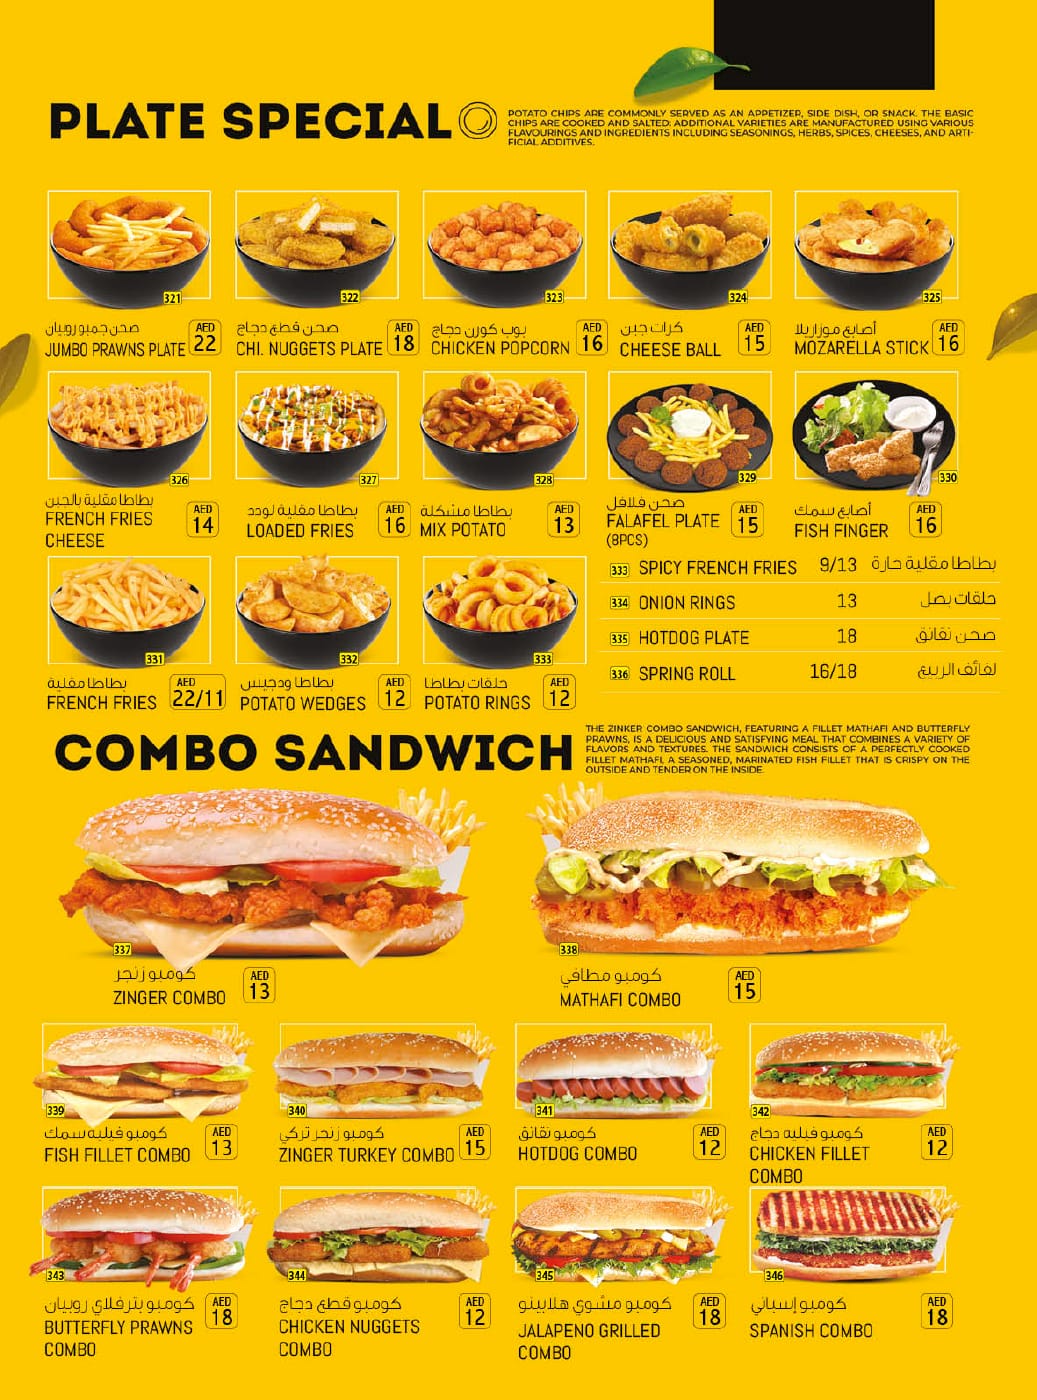 PLATE SPECIAL
POTATO CHIPS ARE COMMONLY SERVED AS AN APPETIZER, SIDE DISH, OR SNACK. THE BASIC
CHIPS ARE COOKED AND SALTED; ADDITIONAL VARIETIES ARE MANUFACTURED USING VARIOUS
FLAVOURINGS AND INGREDIENTS INCLUDING SEASONINGS, HERBS, SPICES, CHEESES, AND ARTI-
FICIAL ADDITIVES.
321
صحن جمبو روبيان
JUMBO PRAWNS PLATE
AED
22
322
صحن قطع دجاج
CHI. NUGGETS PLATE
AED
18
323
بوب كورن دجاج
CHICKEN POPCORN
AED
16
324
كرات جبن
CHEESE BALL
AED
15
325
أصابع موزاريلا
MOZARELLA STICK
AED
16
326
بطاطا مقلية بالجبن
FRENCH FRIES
CHEESE
AED
14
327
بطاطا مقلية لودد
LOADED FRIES
AED
16
328
بطاطا مشكلة
MIX POTATO
AED
13
329
صحن فلافل
FALAFEL PLATE
(8PCS)
AED
15
330
أصابع سمك
FISH FINGER
AED
16
331
بطاطا مقلية
FRENCH FRIES
AED
22/11
332
بطاطا ودجيس
POTATO WEDGES
AED
12
333
حلقات بطاطا
POTATO RINGS
AED
12
333 SPICY FRENCH FRIES 9/13 بطاطا مقلية حارة
334 ONION RINGS 13 حلقات بصل
335 HOTDOG PLATE 18 صحن نقانق
336 SPRING ROLL 16/18 لفائف الربيع
COMBO SANDWICH
THE ZINKER COMBO SANDWICH, FEATURING A FILLET MATHAFI AND BUTTERFLY
PRAWNS, IS A DELICIOUS AND SATISFYING MEAL THAT COMBINES A VARIETY OF
FLAVORS AND TEXTURES. THE SANDWICH CONSISTS OF A PERFECTLY COOKED
FILLET MATHAFI, A SEASONED, MARINATED FISH FILLET THAT IS CRISPY ON THE
OUTSIDE AND TENDER ON THE INSIDE.
337
كومبو زنجر
ZINGER COMBO
AED
13
338
كومبو مطافي
MATHAFI COMBO
AED
15
339
كومبو فيليه سمك
FISH FILLET COMBO
AED
13
340
كومبو زنجر تركي
ZINGER TURKEY COMBO
AED
15
341
كومبو نقانق
HOTDOG COMBO
AED
12
342
كومبو فيليه دجاج
CHICKEN FILLET
COMBO
AED
12
343
كومبو بترفلاي روبيان
BUTTERFLY PRAWNS
COMBO
AED
18
344
كومبو قطع دجاج
CHICKEN NUGGETS
COMBO
AED
12
345
كومبو مشوي هلابينو
JALAPENO GRILLED
COMBO
AED
18
346
كومبو إسباني
SPANISH COMBO
AED
18